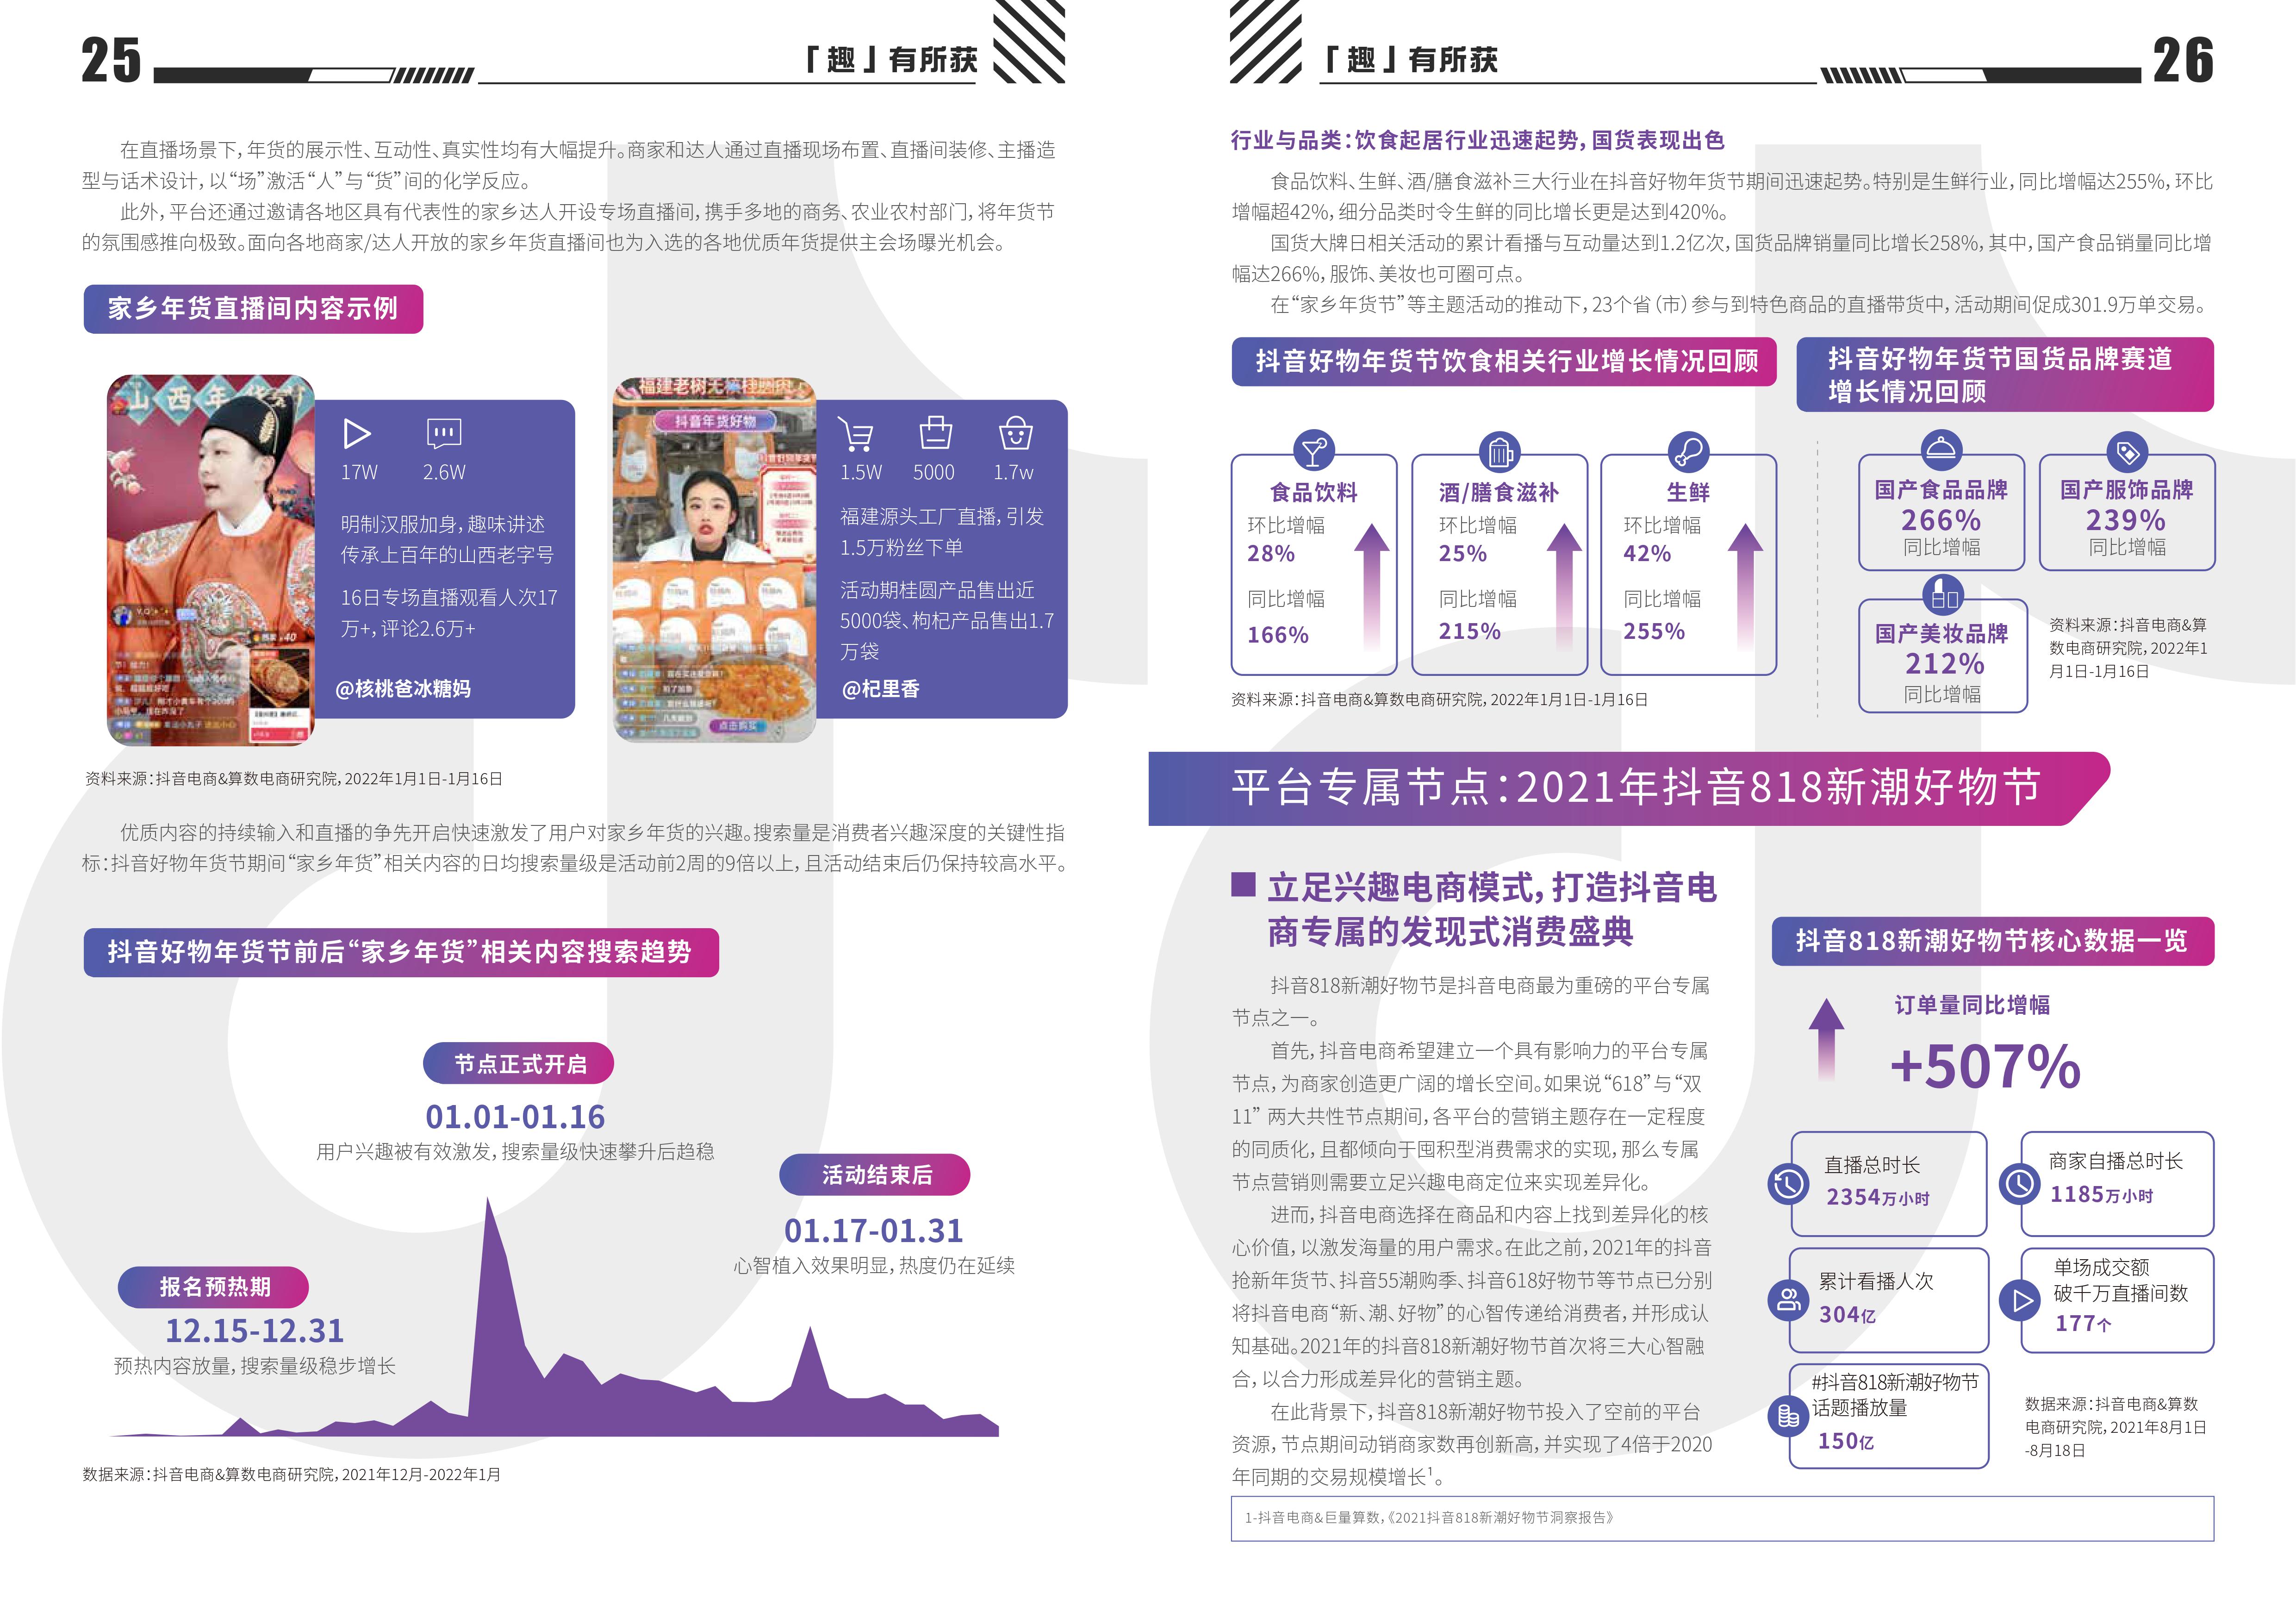 25
「趣」有所获
在直播场景下，年货的展示性、互动性、真实性均有大幅提升。商家和达人通过直播现场布置、直播间装修、主播造
型与话术设计，以“场”激活“人”与“货”间的化学反应。
此外，平台还通过邀请各地区具有代表性的家乡达人开设专场直播间，携手多地的商务、农业农村部门，将年货节
的氛围感推向极致。面向各地商家/达人开放的家乡年货直播间也为入选的各地优质年货提供主会场曝光机会。
家乡年货直播间内容示例
山西年货
17W 2.6W
明制汉服加身，趣味讲述
传承上百年的山西老字号
16日专场直播观看人次17
万+，评论2.6万+
@核桃爸冰糖妈
抖音年货好物
点击购买
1.5W 5000 1.7w
福建源头工厂直播，引发
1.5万粉丝下单
活动期桂圆产品售出近
5000袋、枸杞产品售出1.7
万袋
@杞里香
资料来源：抖音电商&算数电商研究院，2022年1月1日-1月16日
优质内容的持续输入和直播的争先开启快速激发了用户对家乡年货的兴趣。搜索量是消费者兴趣深度的关键性指
标：抖音好物年货节期间“家乡年货”相关内容的日均搜索量级是活动前2周的9倍以上，且活动结束后仍保持较高水平。
抖音好物年货节前后“家乡年货”相关内容搜索趋势
节点正式开启
01.01-01.16
用户兴趣被有效激发，搜索量级快速攀升后趋稳
活动结束后
01.17-01.31
心智植入效果明显，热度仍在延续
报名预热期
12.15-12.31
预热内容放量，搜索量级稳步增长
数据来源：抖音电商&算数电商研究院，2021年12月-2022年1月
「趣」有所获
26
行业与品类：饮食起居行业迅速起势，国货表现出色
食品饮料、生鲜、酒/膳食滋补三大行业在抖音好物年货节期间迅速起势。特别是生鲜行业，同比增幅达255%，环比
增幅超42%，细分品类时令生鲜的同比增长更是达到420%。
国货大牌日相关活动的累计看播与互动量达到1.2亿次，国货品牌销量同比增长258%，其中，国产食品销量同比增
幅达266%，服饰、美妆也可圈可点。
在“家乡年货节”等主题活动的推动下，23个省（市）参与到特色商品的直播带货中，活动期间促成301.9万单交易。
抖音好物年货节饮食相关行业增长情况回顾
食品饮料
环比增幅
28%
同比增幅
166%
酒/膳食滋补
环比增幅
25%
同比增幅
215%
生鲜
环比增幅
42%
同比增幅
255%
资料来源：抖音电商&算数电商研究院，2022年1月1日-1月16日
抖音好物年货节国货品牌赛道
增长情况回顾
国产食品品牌
266%
同比增幅
国产服饰品牌
239%
同比增幅
国产美妆品牌
212%
同比增幅
资料来源：抖音电商&算
数电商研究院，2022年1
月1日-1月16日
平台专属节点：2021年抖音818新潮好物节
立足兴趣电商模式，打造抖音电
商专属的发现式消费盛典
抖音818新潮好物节是抖音电商最为重磅的平台专属
节点之一。
首先，抖音电商希望建立一个具有影响力的平台专属
节点，为商家创造更广阔的增长空间。如果说“618”与“双
11” 两大共性节点期间，各平台的营销主题存在一定程度
的同质化，且都倾向于囤积型消费需求的实现，那么专属
节点营销则需要立足兴趣电商定位来实现差异化。
进而，抖音电商选择在商品和内容上找到差异化的核
心价值，以激发海量的用户需求。在此之前，2021年的抖音
抢新年货节、抖音55潮购季、抖音618好物节等节点已分别
将抖音电商“新、潮、好物”的心智传递给消费者，并形成认
知基础。2021年的抖音818新潮好物节首次将三大心智融
合，以合力形成差异化的营销主题。
在此背景下，抖音818新潮好物节投入了空前的平台
资源，节点期间动销商家数再创新高，并实现了4倍于2020
年同期的交易规模增长1。
抖音818新潮好物节核心数据一览
订单量同比增幅
+507%
直播总时长
2354万小时
商家自播总时长
1185万小时
累计看播人次
304亿
单场成交额
破千万直播间数
177个
#抖音818新潮好物节
话题播放量
150亿
数据来源：抖音电商&算数
电商研究院，2021年8月1日
-8月18日
1-抖音电商&巨量算数，《2021抖音818新潮好物节洞察报告》